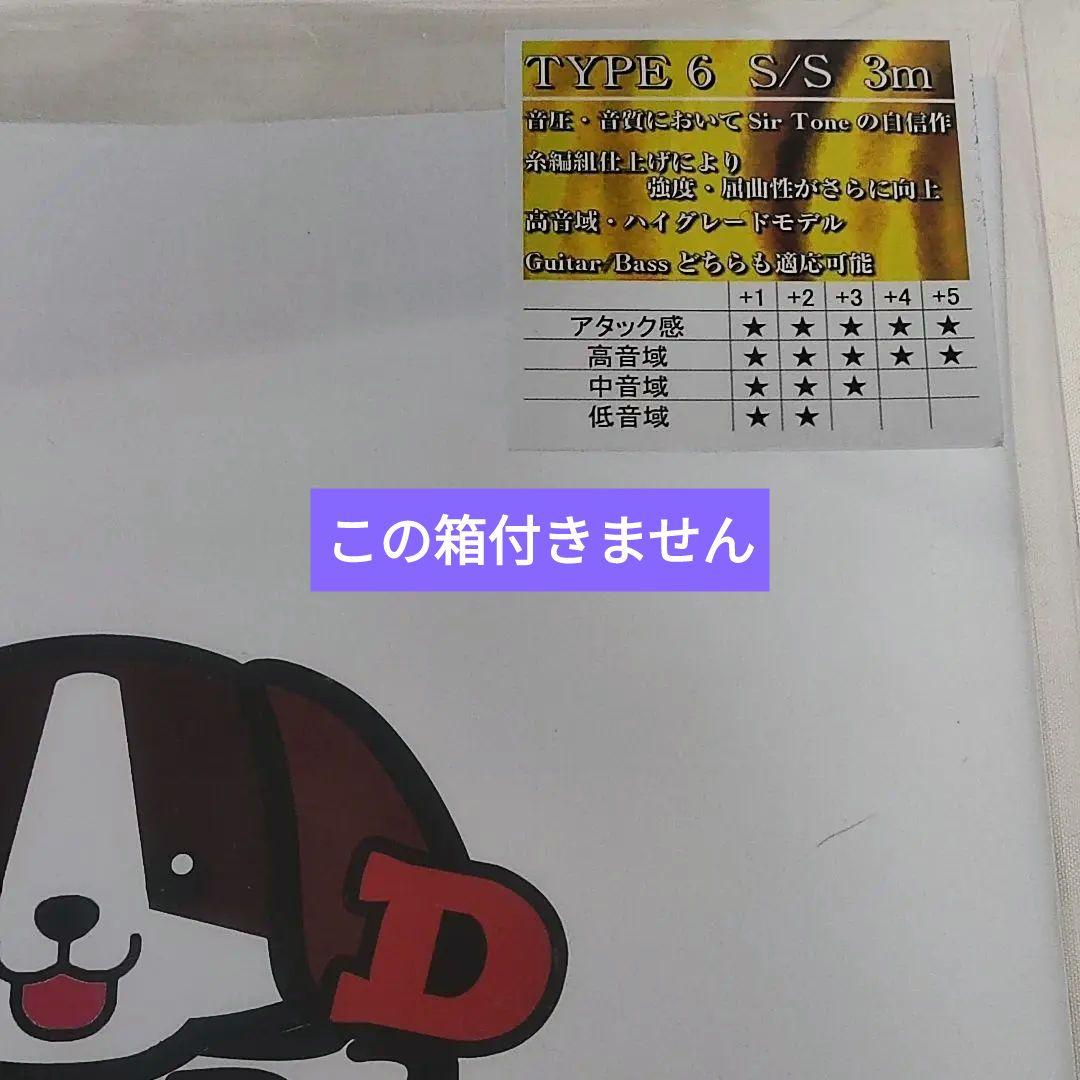 TYPE 6 S/S 3m
音圧・音質においてSir Toneの自信作
糸編組仕上げにより
強度・屈曲性がさらに向上
高音域・ハイグレードモデル
Guitar/Bassどちらも適応可能
+1 +2 +3 +4 +5
アタック感 ★ ★ ★ ★ ★
高音域 ★ ★ ★ ★ ★
中音域 ★ ★ ★
低音域 ★ ★
この箱付きません
D